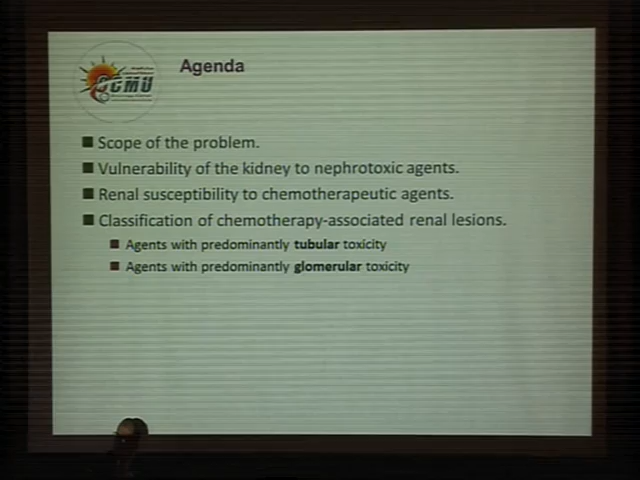 Agenda
Scope of the problem.
Vulnerability of the kidney to nephrotoxic agents.
Renal susceptibility to chemotherapeutic agents.
Classification of chemotherapy-associated renal lesions.
Agents with predominantly tubular toxicity
Agents with predominantly glomerular toxicity